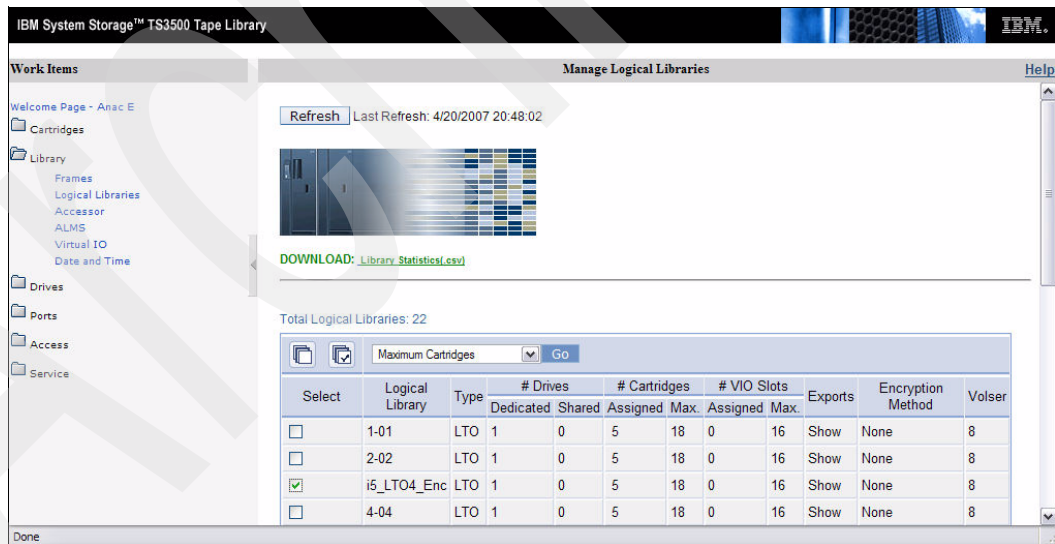 IBM System Storage™ TS3500 Tape Library
IBM.
Work Items
Manage Logical Libraries
Help
Welcome Page - Anac E
Cartridges
Library
Frames
Logical Libraries
Accessor
ALMS
Virtual IO
Date and Time
Drives
Ports
Access
Service
Refresh Last Refresh: 4/20/2007 20:48:02
DOWNLOAD: Library Statistics(.csv)
Total Logical Libraries: 22
Maximum Cartridges Go
Select Logical Library Type # Drives # Cartridges # VIO Slots Exports Encryption Method Volser
Dedicated Shared Assigned Max. Assigned Max.
1-01 LTO 1 0 5 18 0 16 Show None 8
2-02 LTO 1 0 5 18 0 16 Show None 8
i5_LTO4_Enc LTO 1 0 5 18 0 16 Show None 8
4-04 LTO 1 0 5 18 0 16 Show None 8
Done